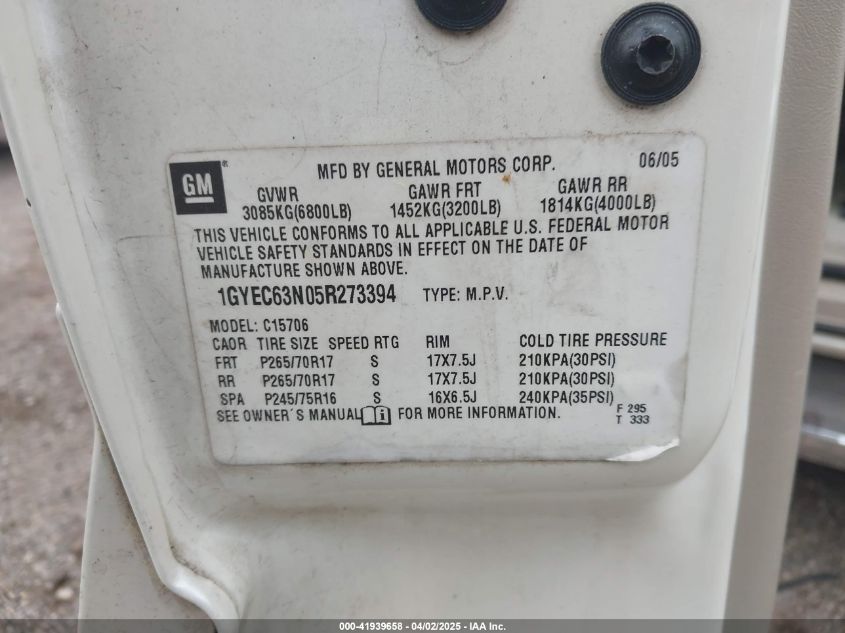 GM ® MFD BY GENERAL MOTORS CORP. 06/05
GVWR GAWR FRT GAWR RR
3085KG(6800LB) 1452KG(3200LB) 1814KG(4000LB)
THIS VEHICLE CONFORMS TO ALL APPLICABLE U.S. FEDERAL MOTOR
VEHICLE SAFETY STANDARDS IN EFFECT ON THE DATE OF
MANUFACTURE SHOWN ABOVE.
1GYEC63N05R273394 TYPE: M.P.V.
MODEL: C15706
CAOR TIRE SIZE SPEED RTG RIM COLD TIRE PRESSURE
FRT P265/70R17 S 17X7.5J 210KPA(30PSI)
RR P265/70R17 S 17X7.5J 210KPA(30PSI)
SPA P245/75R16 S 16X6.5J 240KPA(35PSI)
SEE OWNER´S MANUAL i FOR MORE INFORMATION.
F 295
T 333
000-41939658 - 04/02/2025 - IAA Inc.